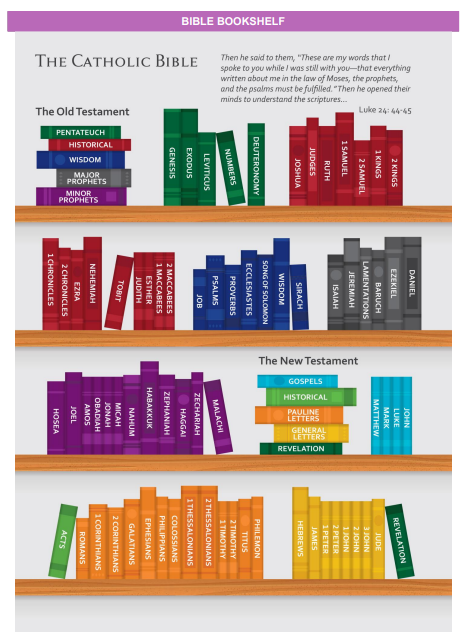 BIBLE BOOKSHELF
THE CATHOLIC BIBLE
Then he said to them, "These are my words that I
spoke to you while I was still with you—that everything
written about me in the law of Moses, the prophets,
and the psalms must be fulfilled." Then he opened their
minds to understand the scriptures...
Luke 24: 44-45
The Old Testament
PENTATEUCH
HISTORICAL
WISDOM
MAJOR
PROPHETS
MINOR
PROPHETS
GENESIS
EXODUS
LEVITICUS
NUMBERS
DEUTERONOMY
JOSHUA
JUDGES
RUTH
1 SAMUEL
2 SAMUEL
1 KINGS
2 KINGS
1 CHRONICLES
2 CHRONICLES
EZRA
NEHEMIAH
TOBIT
JUDITH
ESTHER
1 MACCABEES
2 MACCABEES
JOB
PSALMS
PROVERBS
ECCLESIASTES
SONG OF SOLOMON
WISDOM
SIRACH
ISAIAH
JEREMIAH
LAMENTATIONS
BARUCH
EZEKIEL
DANIEL
HOSEA
JOEL
AMOS
OBADIAH
JONAH
MICAH
NAHUM
HABAKKUK
ZEPHANIAH
HAGGAI
ZECHARIAH
MALACHI
The New Testament
GOSPELS
HISTORICAL
PAULINE
LETTERS
GENERAL
LETTERS
REVELATION
MATTHEW
MARK
LUKE
JOHN
ACTS
ROMANS
1 CORINTHIANS
2 CORINTHIANS
GALATIANS
EPHESIANS
PHILIPPIANS
COLOSSIANS
1 THESSALONIANS
2 THESSALONIANS
1 TIMOTHY
2 TIMOTHY
TITUS
PHILEMON
HEBREWS
JAMES
1 PETER
2 PETER
1 JOHN
2 JOHN
3 JOHN
JUDE
REVELATION